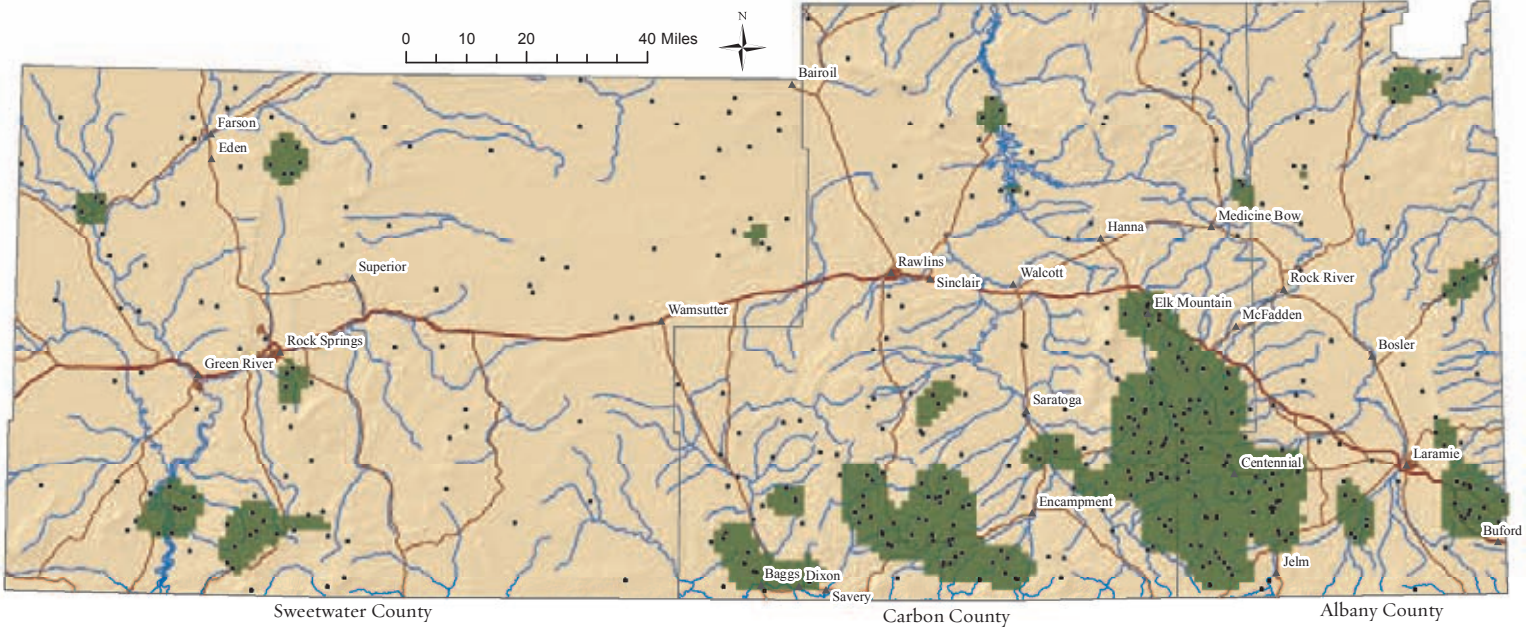 N
0 10 20 40 Miles
Bairoil
Farson
Eden
Medicine Bow
Hanna
Superior
Rawlins
Sinclair
Walcott
Rock River
Wamsutter
Elk Mountain
McFadden
Rock Springs
Green River
Bosler
Saratoga
Centennial
Laramie
Encampment
Buford
Baggs
Dixon
Jelm
Savery
Sweetwater County
Carbon County
Albany County